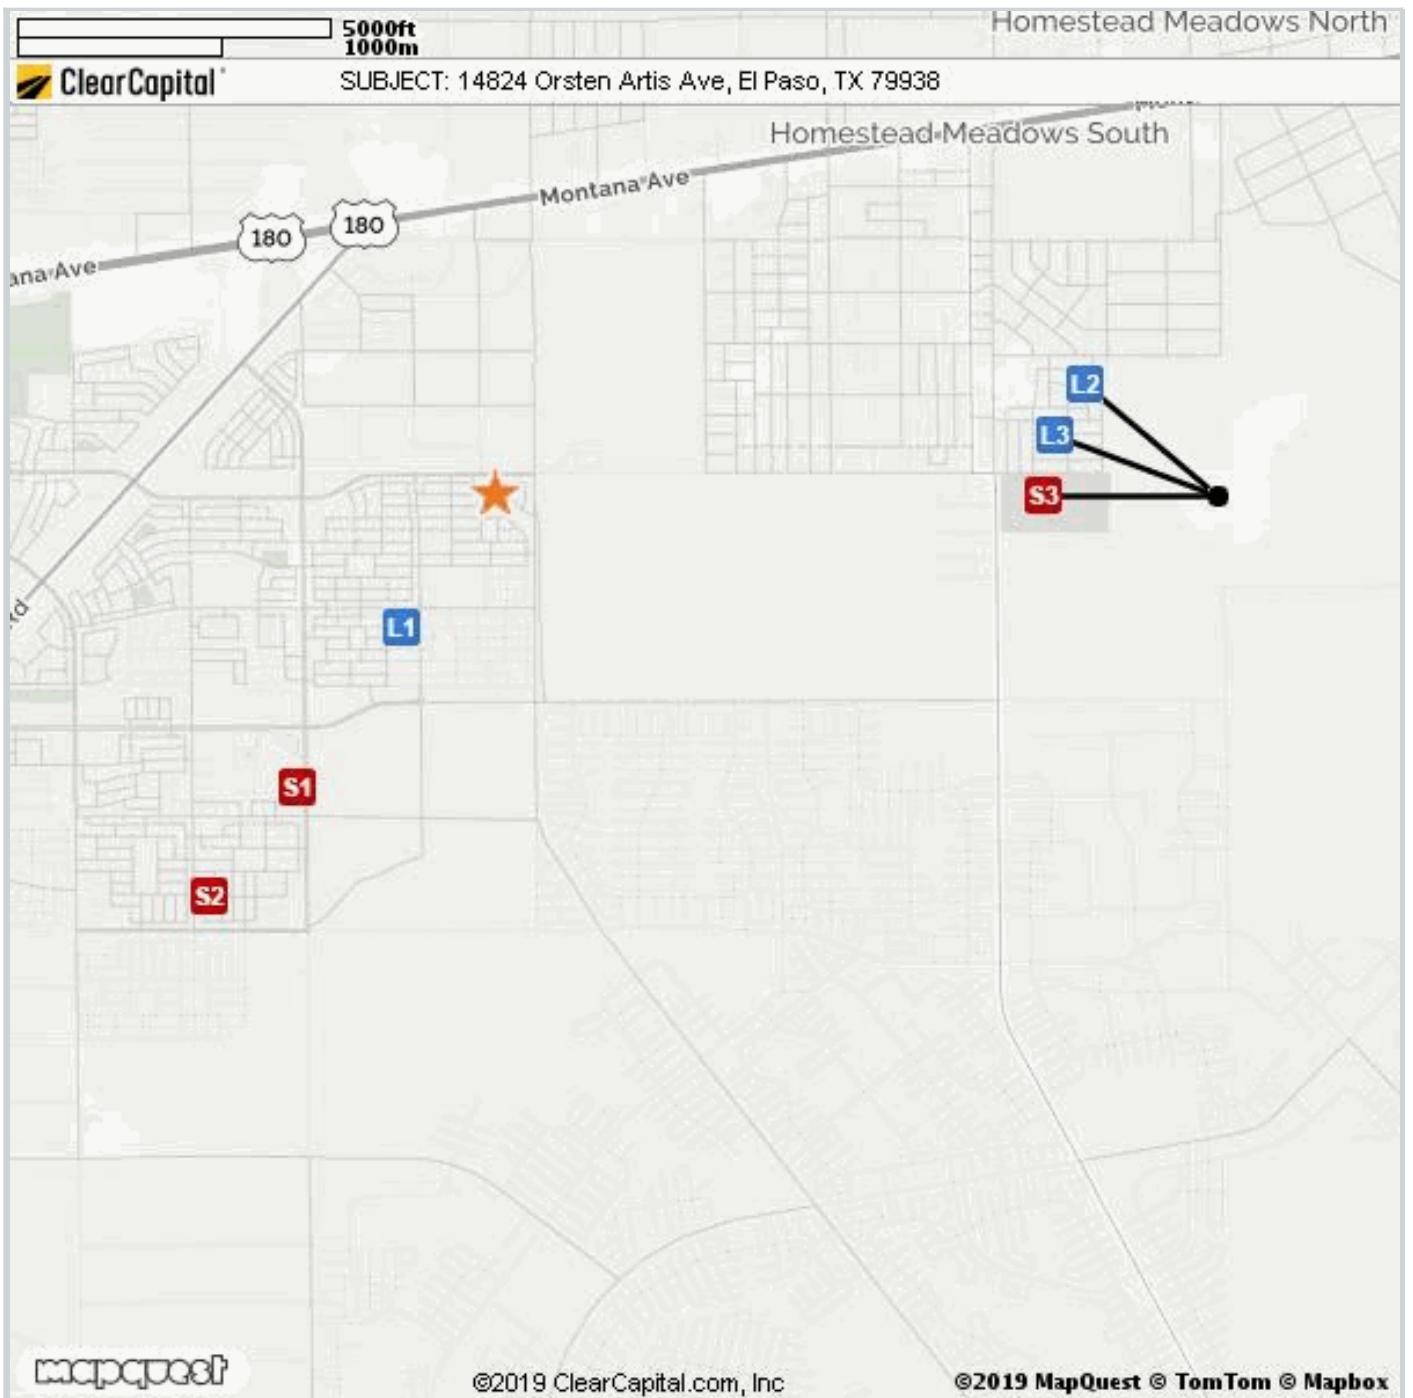 5000ft
1000m
Homestead Meadows North
ClearCapital
SUBJECT: 14824 Orsten Artis Ave, El Paso, TX 79938
Homestead Meadows South
Montana Ave
180
180
ana Ave
L2
L3
S3
L1
S1
S2
mapquest
©2019 ClearCapital.com, Inc
©2019 MapQuest © TomTom © Mapbox